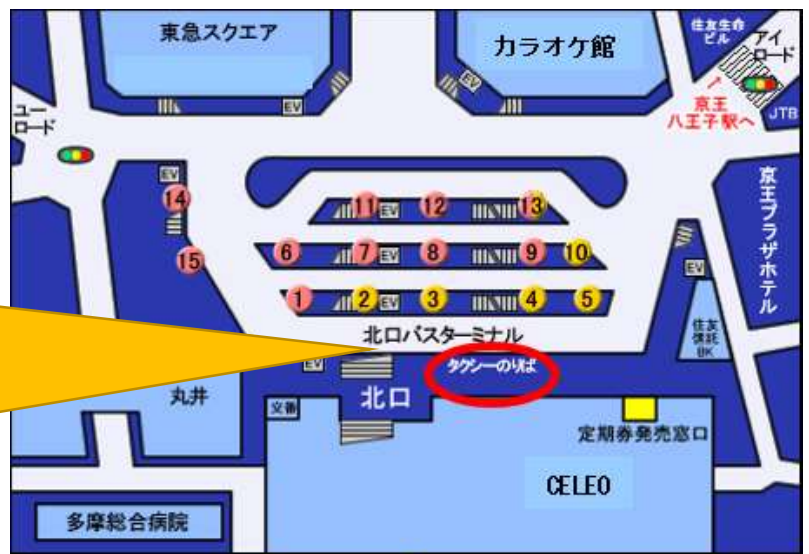 東急スクエア
カラオケ館
住友生命
ビル
アイ
ロード
京王
八王子駅へ
JTB
ユー
ロード
EV
EV
EV
14
15
11
EV
12
13
6
7
EV
8
9
10
1
2
EV
3
4
5
京王プラザホテル
EV
住友
信託
BK
北口バスターミナル
EV
タクシーのりば
丸井
交番
北口
定期券発売窓口
CELEO
多摩総合病院